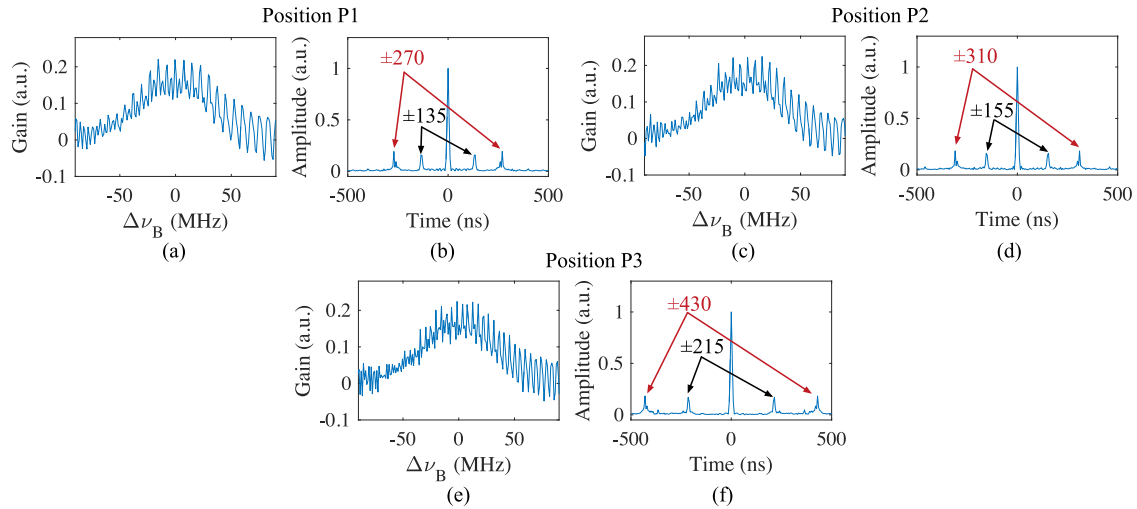 Position P1
Position P2
Gain (a.u.)
0.2
0.1
0
-0.1
-50
0
50
Δν_B (MHz)
(a)
Amplitude (a.u.)
1
0.5
0
±270
±135
-500
0
500
Time (ns)
(b)
Gain (a.u.)
0.2
0.1
0
-0.1
-50
0
50
Δν_B (MHz)
(c)
Amplitude (a.u.)
1
0.5
0
±310
±155
-500
0
500
Time (ns)
(d)
Position P3
Gain (a.u.)
0.2
0.1
0
-0.1
-50
0
50
Δν_B (MHz)
(e)
Amplitude (a.u.)
1
0.5
0
±430
±215
-500
0
500
Time (ns)
(f)